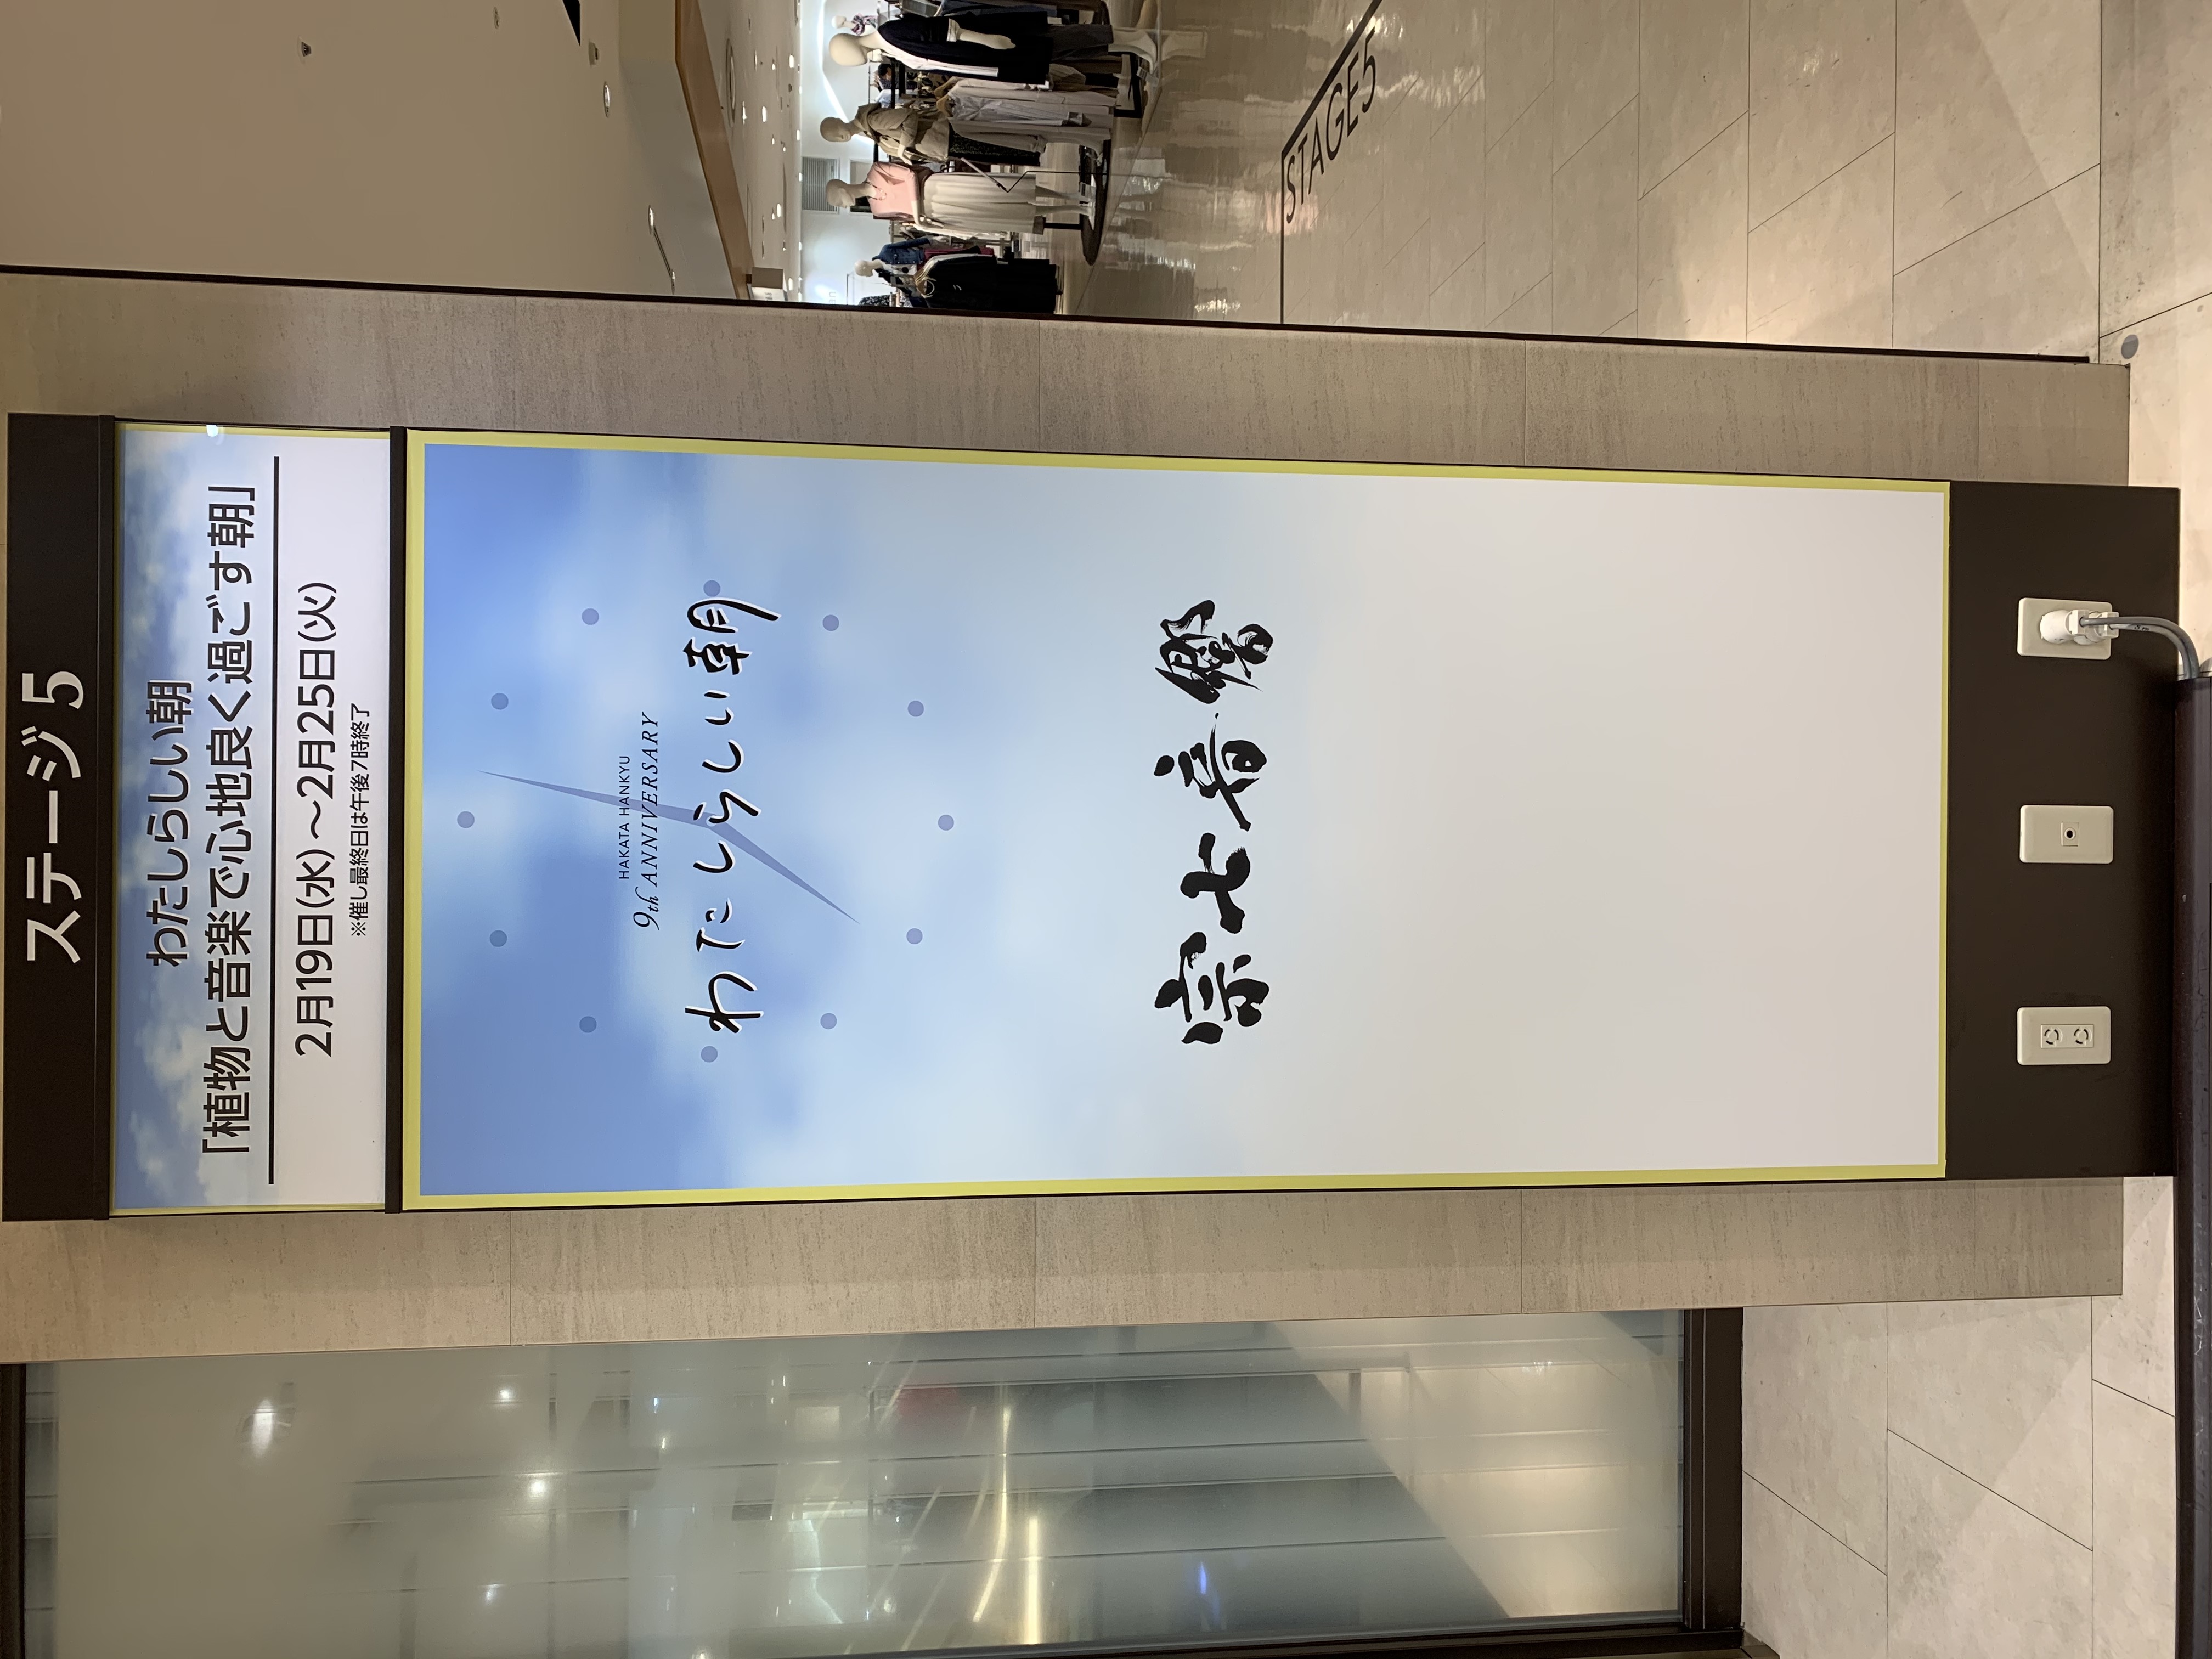 ステージ 5
わたしらしい朝
「植物と音楽で心地良く過ごす朝」
2月19日(水)～2月25日(火)
※催し最終日は午後7時終了
HAKATA HANKYU
9th ANNIVERSARY
わたしらしい朝
宗七音
STAGE5